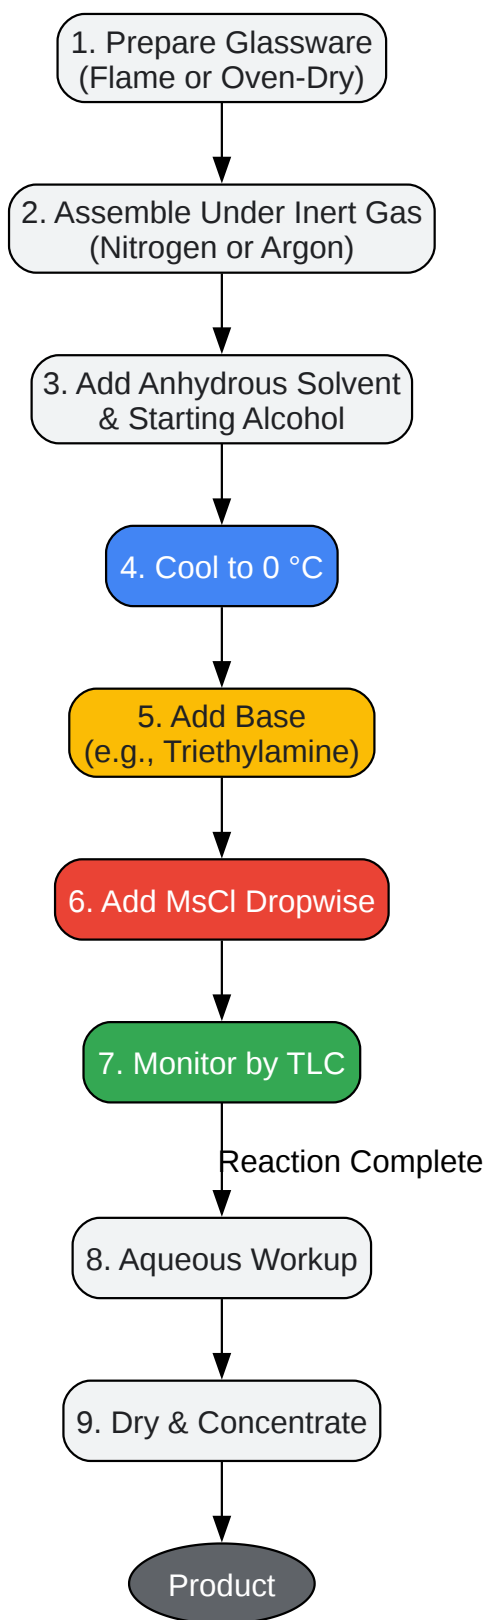 1. Prepare Glassware
(Flame or Oven-Dry)
2. Assemble Under Inert Gas
(Nitrogen or Argon)
3. Add Anhydrous Solvent
& Starting Alcohol
4. Cool to 0 °C
5. Add Base
(e.g., Triethylamine)
6. Add MsCl Dropwise
7. Monitor by TLC
Reaction Complete
8. Aqueous Workup
9. Dry & Concentrate
Product